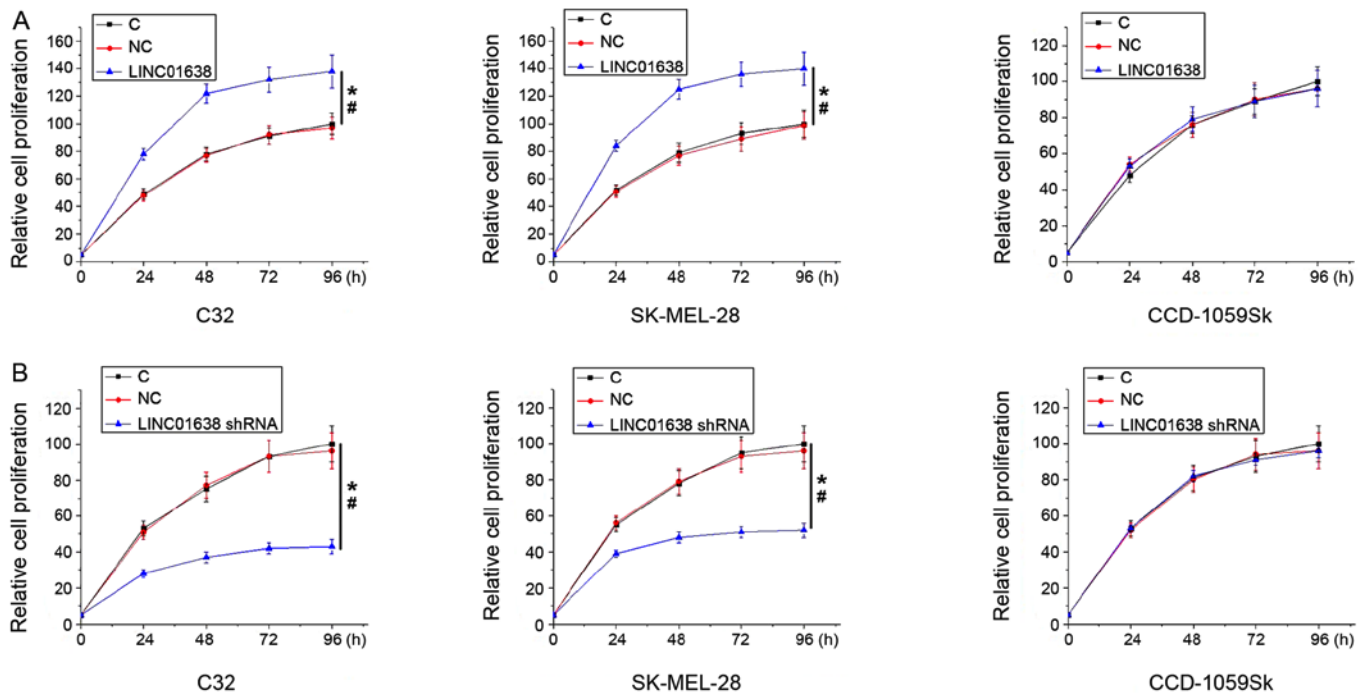 A
C
NC
LINC01638
Relative cell proliferation
160
140
120
100
80
60
40
20
0
*
#
0 24 48 72 96 (h)
C32
C
NC
LINC01638
Relative cell proliferation
160
140
120
100
80
60
40
20
0
*
#
0 24 48 72 96 (h)
SK-MEL-28
C
NC
LINC01638
Relative cell proliferation
120
100
80
60
40
20
0
0 24 48 72 96 (h)
CCD-1059Sk
B
C
NC
LINC01638 shRNA
Relative cell proliferation
120
100
80
60
40
20
0
*
#
0 24 48 72 96 (h)
C32
C
NC
LINC01638 shRNA
Relative cell proliferation
120
100
80
60
40
20
0
*
#
0 24 48 72 96 (h)
SK-MEL-28
C
NC
LINC01638 shRNA
Relative cell proliferation
120
100
80
60
40
20
0
0 24 48 72 96 (h)
CCD-1059Sk